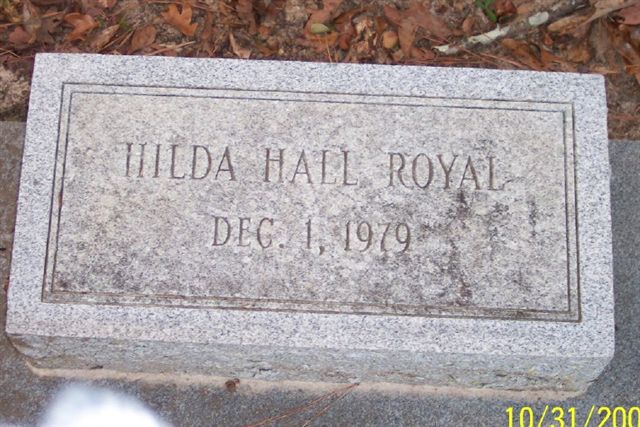 HILDA HALL ROYAL
DEC. 1, 1979
10/31/200